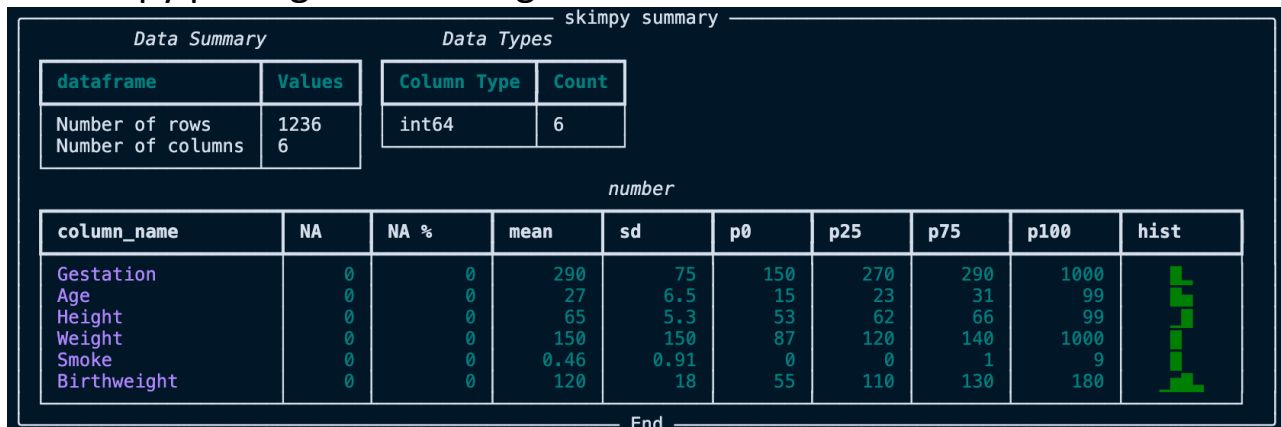 skimpy summary
Data Summary Data Types
dataframe Values Column Type Count
Number of rows 1236 int64 6
Number of columns 6
number
column_name NA NA % mean sd p0 p25 p75 p100 hist
Gestation 0 0 290 75 150 270 290 1000
Age 0 0 27 6.5 15 23 31 99
Height 0 0 65 5.3 53 62 66 99
Weight 0 0 150 150 87 120 140 1000
Smoke 0 0 0.46 0.91 0 0 1 9
Birthweight 0 0 120 18 55 110 130 180
End